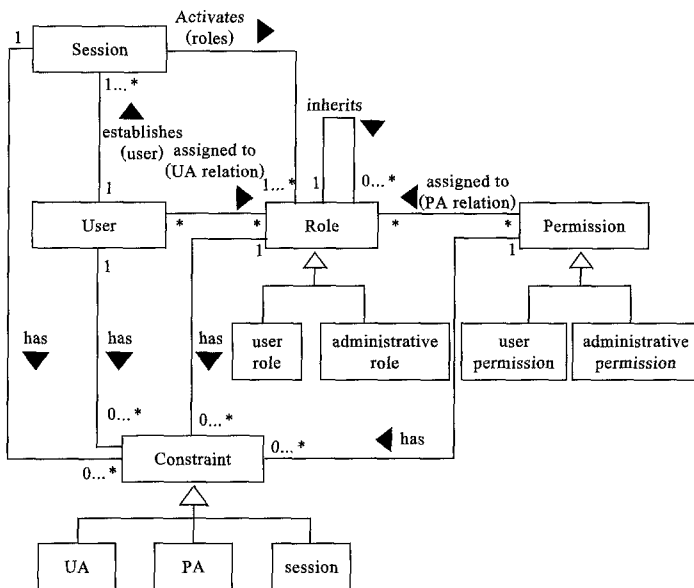 Activates
(roles)
1
Session
1...*
inherits
establishes
(user)
assigned to
(UA relation)
1...*
1
0...*
assigned to
(PA relation)
1
User
*
*
Role
*
*
Permission
1
1
1
user
role
administrative
role
user
permission
administrative
permission
has
has
has
0...*
0...*
has
0...*
Constraint
0...*
UA
PA
session